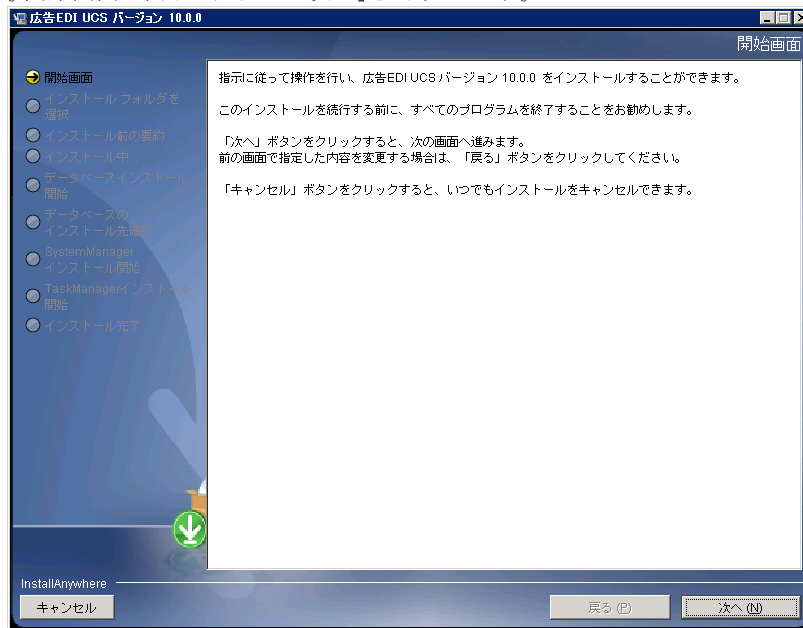 広告EDI UCS バージョン 10.0.0
開始画面
開始画面
インストール フォルダを
選択
インストール前の要約
インストール中...
データベースインストール
開始
データベースの
インストール先
SystemManager
インストール開始
TaskManagerインストール
開始
インストール完了
指示に従って操作を行い、広告EDI UCS バージョン 10.0.0 をインストールすることができます。
このインストールを続行する前に、すべてのプログラムを終了することをお勧めします。
「次へ」ボタンをクリックすると、次の画面へ進みます。
前の画面で指定した内容を変更する場合は、「戻る」ボタンをクリックしてください。
「キャンセル」ボタンをクリックすると、いつでもインストールをキャンセルできます。
InstallAnywhere
キャンセル
戻る (P)
次へ (N)